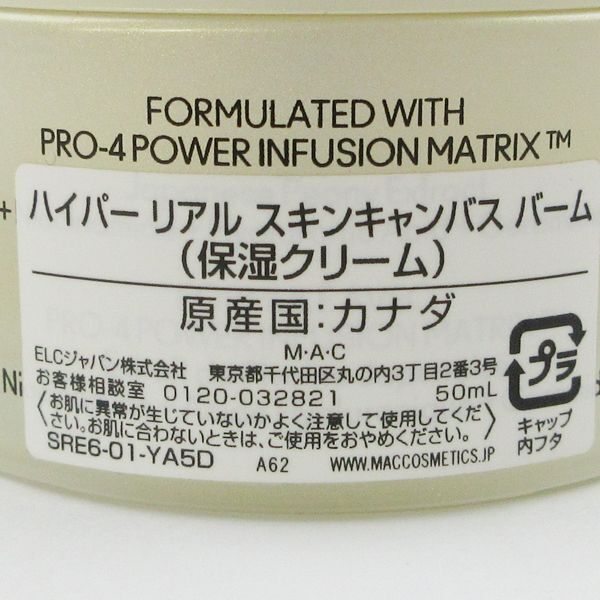 FORMULATED WITH
PRO-4 POWER INFUSION MATRIX™
ハイパー リアル スキンキャンバス バーム
（保湿クリーム）
原産国：カナダ
M·A·C
ELCジャパン株式会社 東京都千代田区丸の内3丁目2番3号
お客様相談室 0120-032821 50mL
〈お肌に異常が生じていないかよく注意して使用してくだ
さい。お肌に合わないときは、ご使用をおやめください。〉
SRE6-01-YA5D A62 WWW.MACCOSMETICS.JP
プラ
キャップ
内フタ